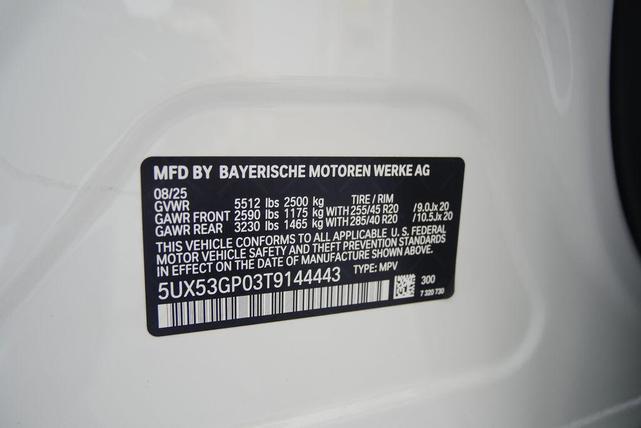 MFD BY BAYERISCHE MOTOREN WERKE AG
08/25
GVWR 5512 lbs 2500 kg TIRE / RIM
GAWR FRONT 2590 lbs 1175 kg WITH 255/45 R20 /9.0Jx 20
GAWR REAR 3230 lbs 1465 kg WITH 285/40 R20 /10.5Jx 20
THIS VEHICLE CONFORMS TO ALL APPLICABLE U. S. FEDERAL
MOTOR VEHICLE SAFETY AND THEFT PREVENTION STANDARDS
IN EFFECT ON THE DATE OF MANUFACTURE SHOWN ABOVE.
5UX53GP03T9144443 TYPE: MPV
300
7 320 730